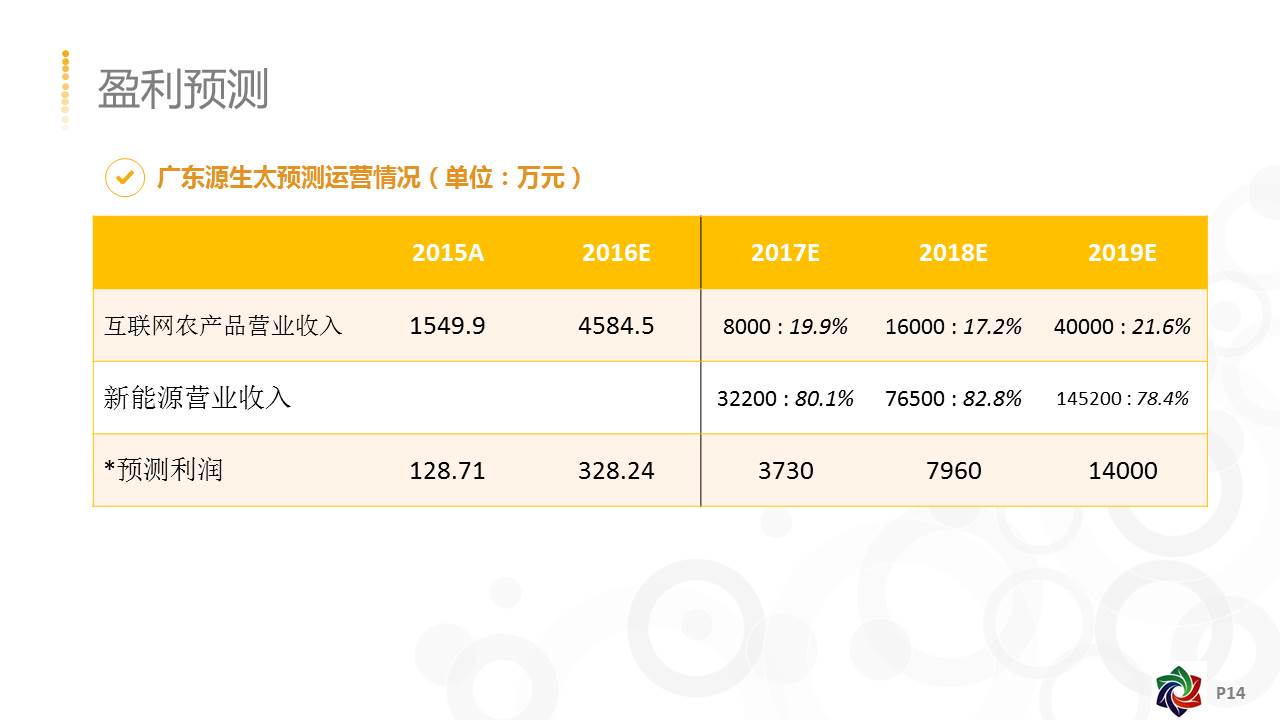 盈利预测
广东源生太预测运营情况（单位：万元）
2015A 2016E 2017E 2018E 2019E
互联网农产品营业收入 1549.9 4584.5 8000 : 19.9% 16000 : 17.2% 40000 : 21.6%
新能源营业收入 32200 : 80.1% 76500 : 82.8% 145200 : 78.4%
*预测利润 128.71 328.24 3730 7960 14000
P14